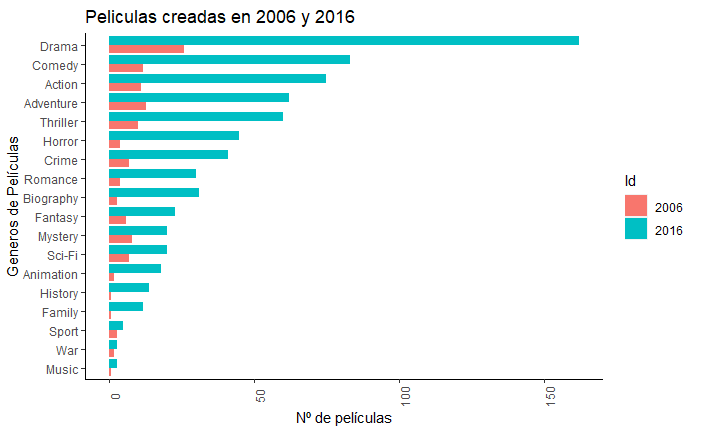 Peliculas creadas en 2006 y 2016
Generos de Películas
Drama
Comedy
Action
Adventure
Thriller
Horror
Crime
Romance
Biography
Fantasy
Mystery
Sci-Fi
Animation
History
Family
Sport
War
Music
0
50
100
150
Nº de películas
Id
2006
2016